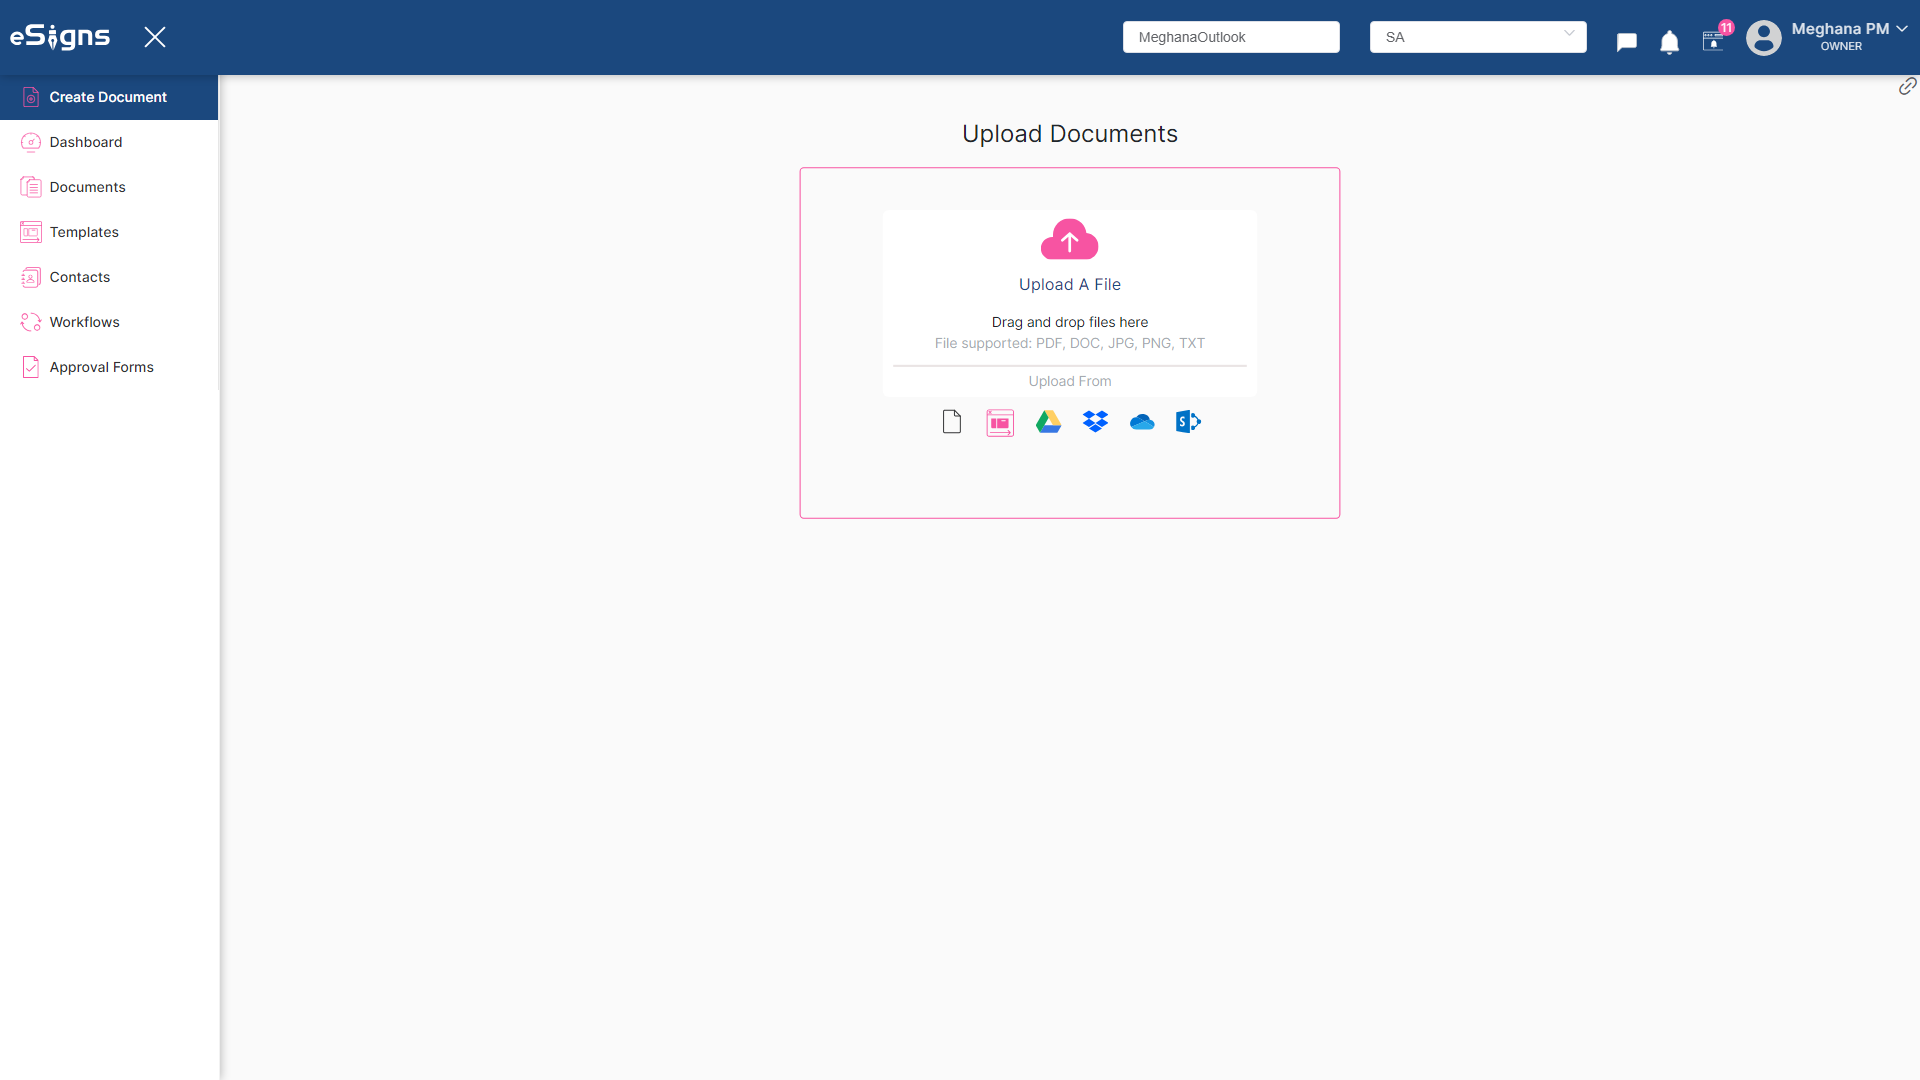 eSigns
MeghanaOutlook
SA
11
Meghana PM
OWNER
Create Document
Dashboard
Documents
Templates
Contacts
Workflows
Approval Forms
Upload Documents
Upload A File
Drag and drop files here
File supported: PDF, DOC, JPG, PNG, TXT
Upload From
S